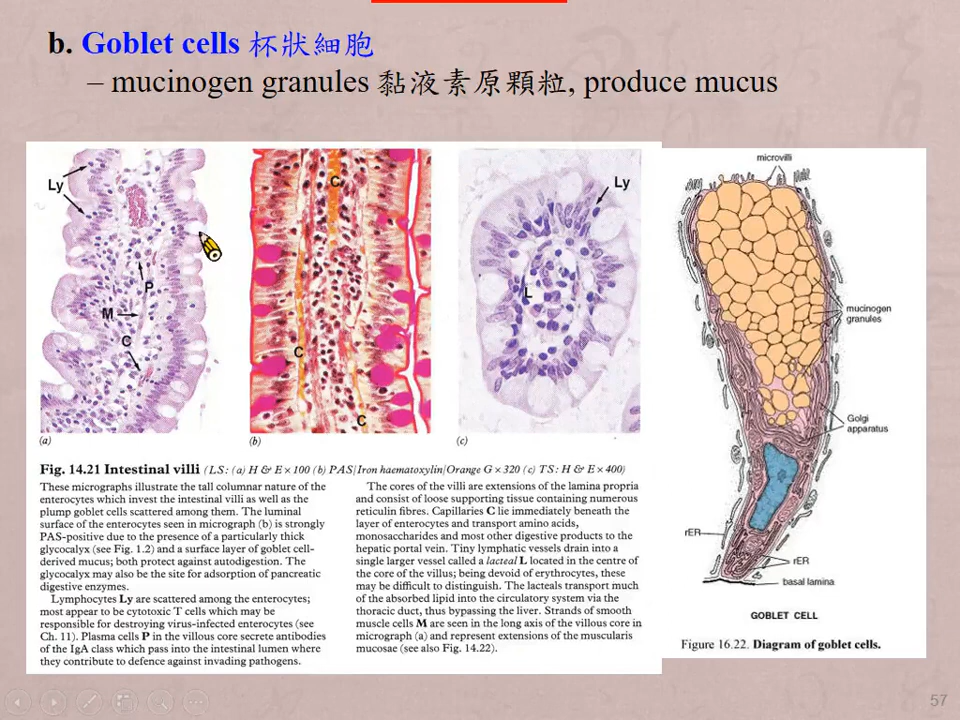 b. Goblet cells 杯狀細胞
– mucinogen granules 黏液素原顆粒, produce mucus
Ly
P
M
C
(a)
C
C
C
(b)
Ly
L
(c)
Fig. 14.21 Intestinal villi (LS: (a) H & E × 100 (b) PAS/Iron haematoxylin/Orange G × 320 (c) TS: H & E × 400)
These micrographs illustrate the tall columnar nature of the
enterocytes which invest the intestinal villi as well as the
plump goblet cells scattered among them. The luminal
surface of the enterocytes seen in micrograph (b) is strongly
PAS-positive due to the presence of a particularly thick
glycocalyx (see Fig. 1.2) and a surface layer of goblet cell-
derived mucus; both protect against autodigestion. The
glycocalyx may also be the site for adsorption of pancreatic
digestive enzymes.
Lymphocytes Ly are scattered among the enterocytes;
most appear to be cytotoxic T cells which may be
responsible for destroying virus-infected enterocytes (see
Ch. 11). Plasma cells P in the villous core secrete antibodies
of the IgA class which pass into the intestinal lumen where
they contribute to defence against invading pathogens.
The cores of the villi are extensions of the lamina propria
and consist of loose supporting tissue containing numerous
reticulin fibres. Capillaries C lie immediately beneath the
layer of enterocytes and transport amino acids,
monosaccharides and most other digestive products to the
hepatic portal vein. Tiny lymphatic vessels drain into a
single larger vessel called a lacteal L located in the centre of
the core of the villus; being devoid of erythrocytes, these
may be difficult to distinguish. The lacteals transport much
of the absorbed lipid into the circulatory system via the
thoracic duct, thus bypassing the liver. Strands of smooth
muscle cells M are seen in the long axis of the villous core in
micrograph (a) and represent extensions of the muscularis
mucosae (see also Fig. 14.22).
microvilli
mucinogen
granules
Golgi
apparatus
rER
rER
basal lamina
GOBLET CELL
Figure 16.22. Diagram of goblet cells.
57